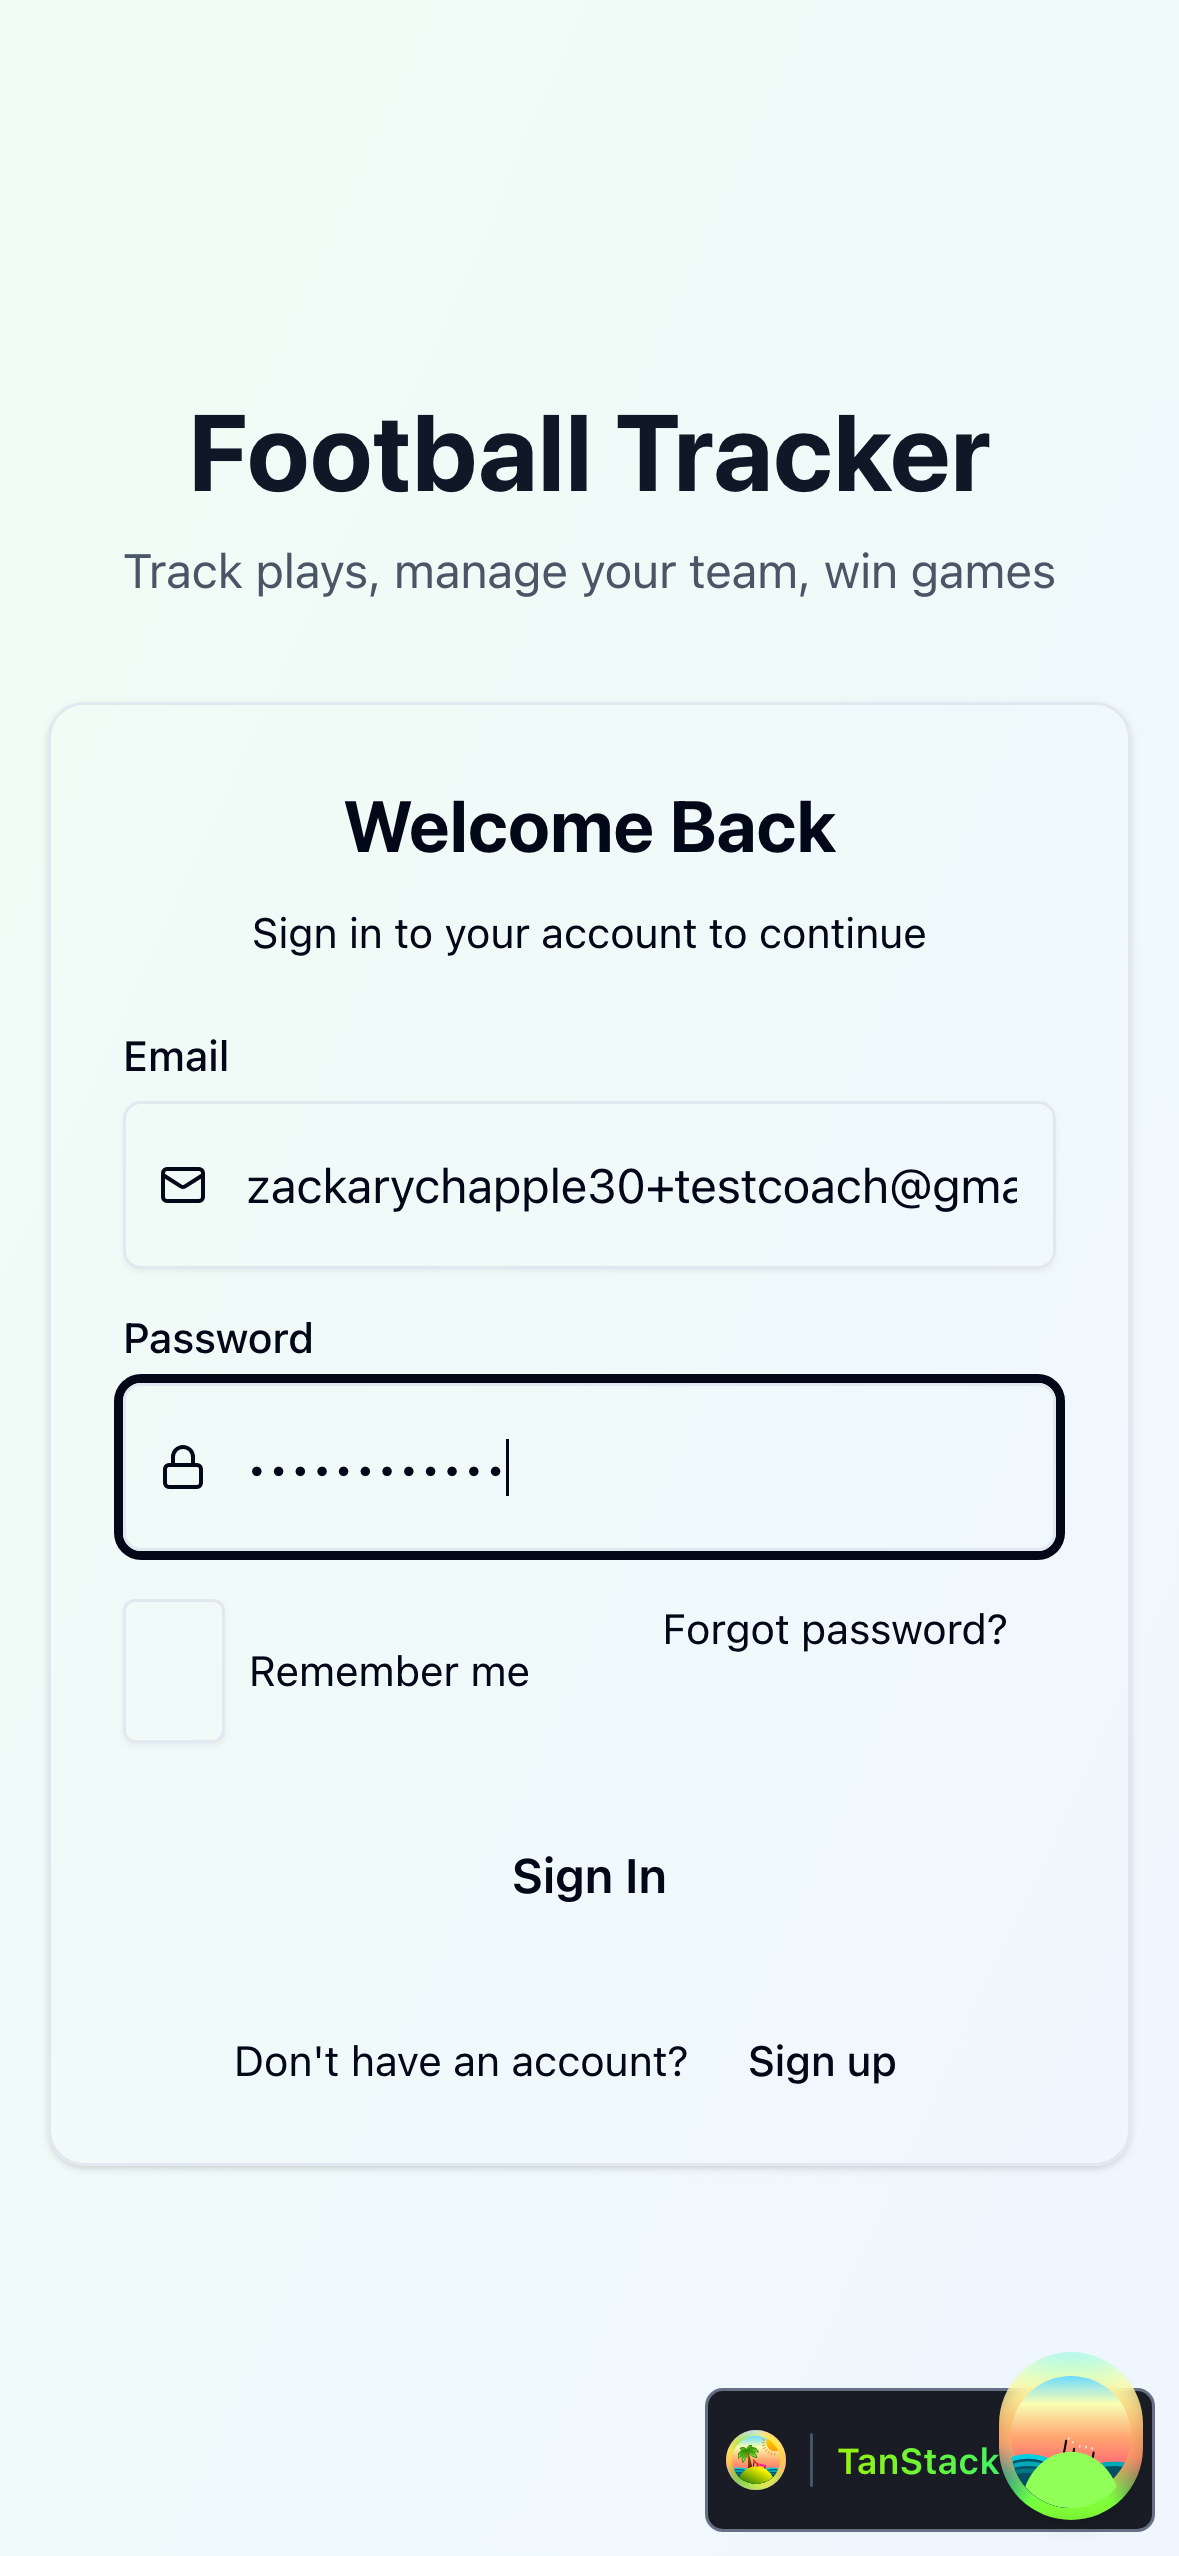 Football Tracker
Track plays, manage your team, win games
Welcome Back
Sign in to your account to continue
Email
zackarychapple30+testcoach@gma
Password
Remember me
Forgot password?
Sign In
Don't have an account? Sign up
TanStack